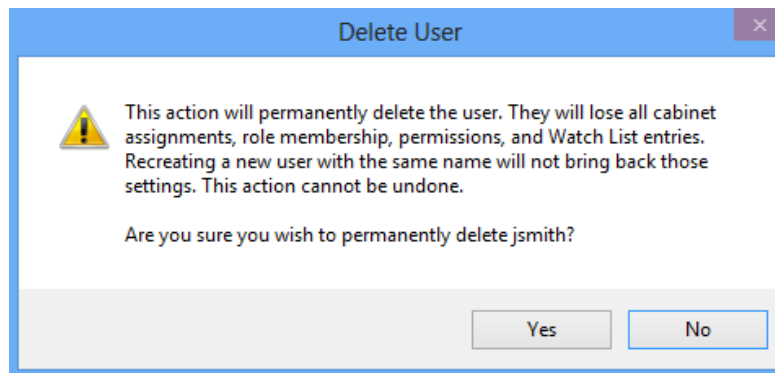 Delete User
This action will permanently delete the user. They will lose all cabinet
assignments, role membership, permissions, and Watch List entries.
Recreating a new user with the same name will not bring back those
settings. This action cannot be undone.
Are you sure you wish to permanently delete jsmith?
Yes
No